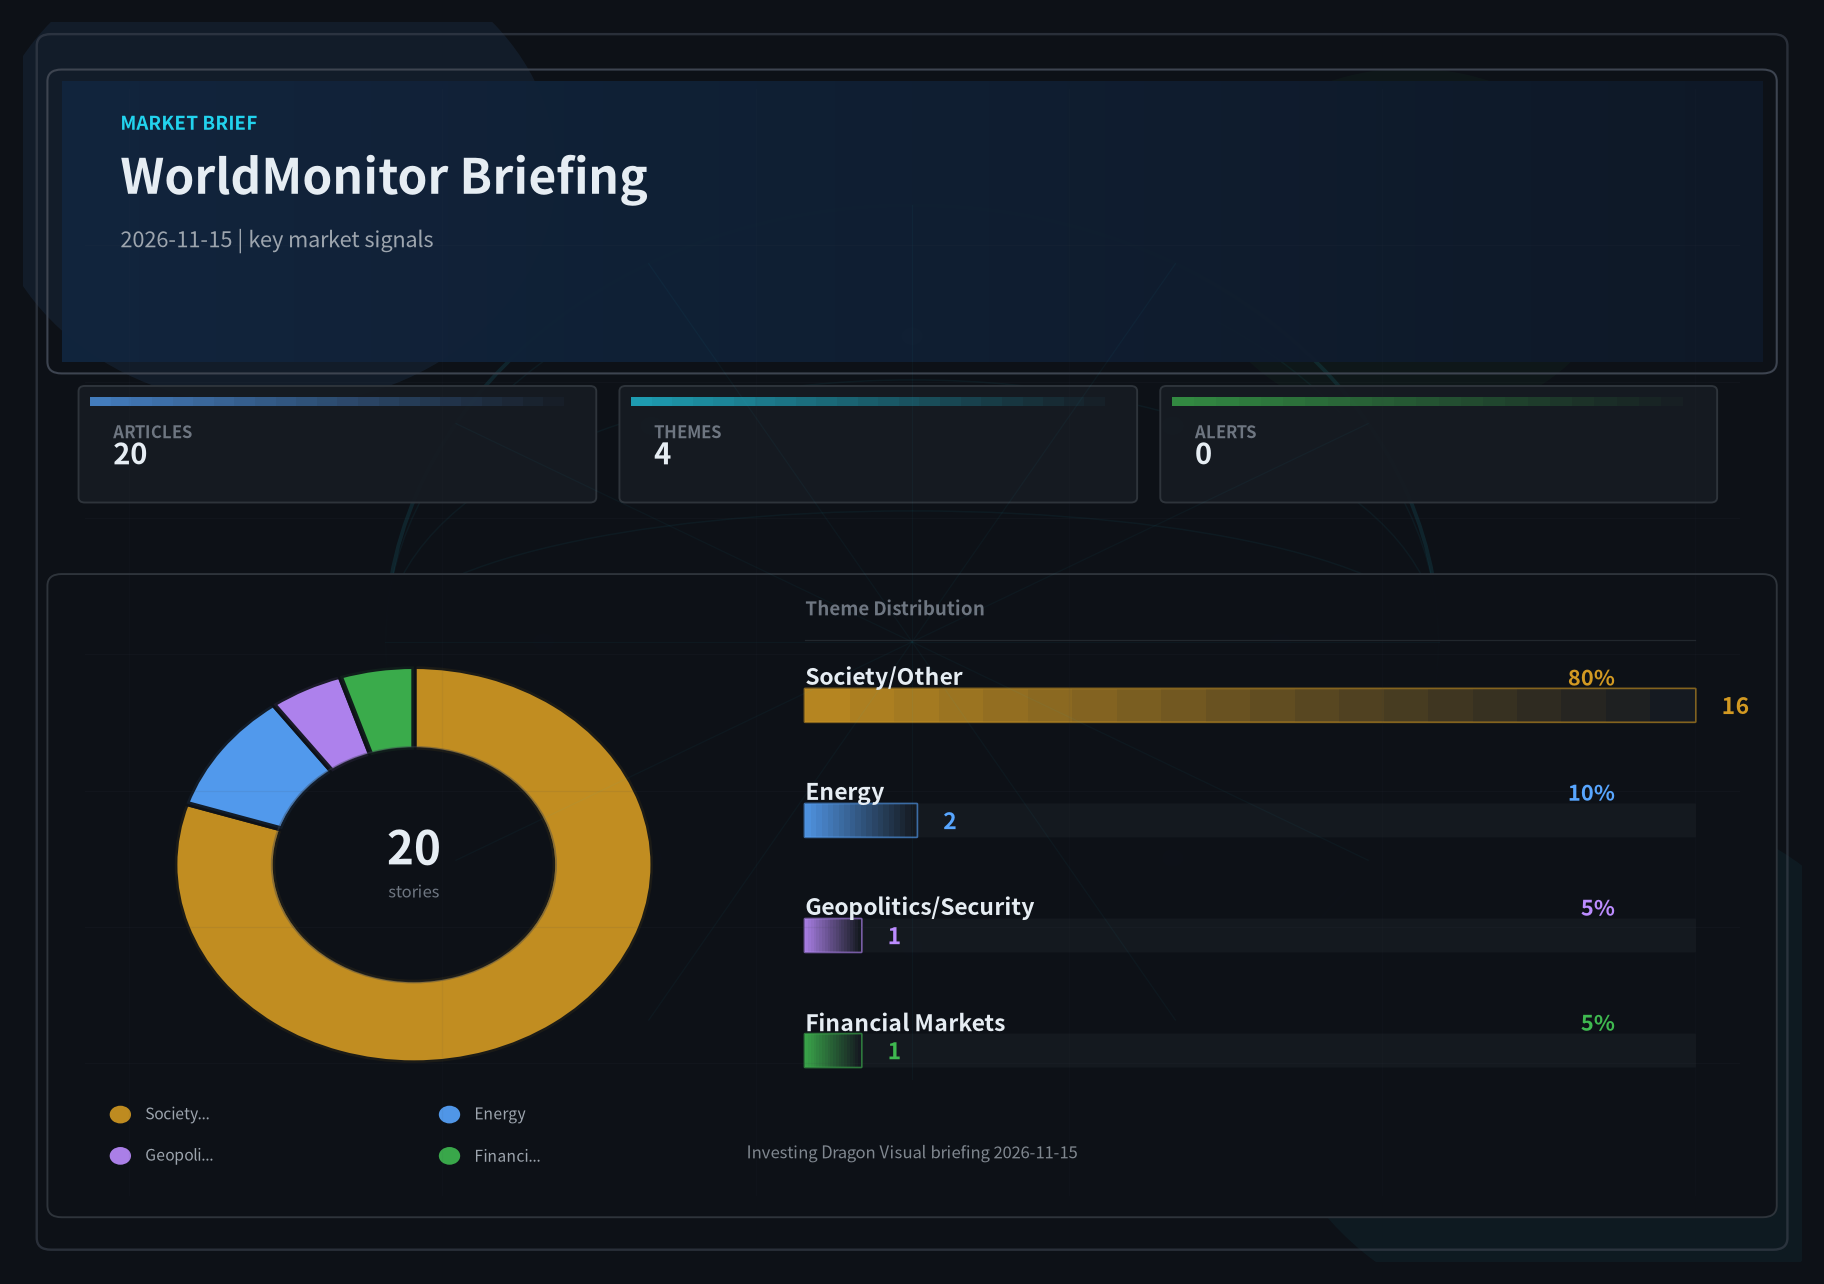 MARKET BRIEF
WorldMonitor Briefing
2026-11-15 | key market signals
ARTICLES
20
THEMES
4
ALERTS
0
Theme Distribution
Society/Other
80%
16
Energy
10%
2
Geopolitics/Security
5%
1
Financial Markets
5%
1
20
stories
Society...
Energy
Geopoli...
Financi...
Investing Dragon Visual briefing 2026-11-15